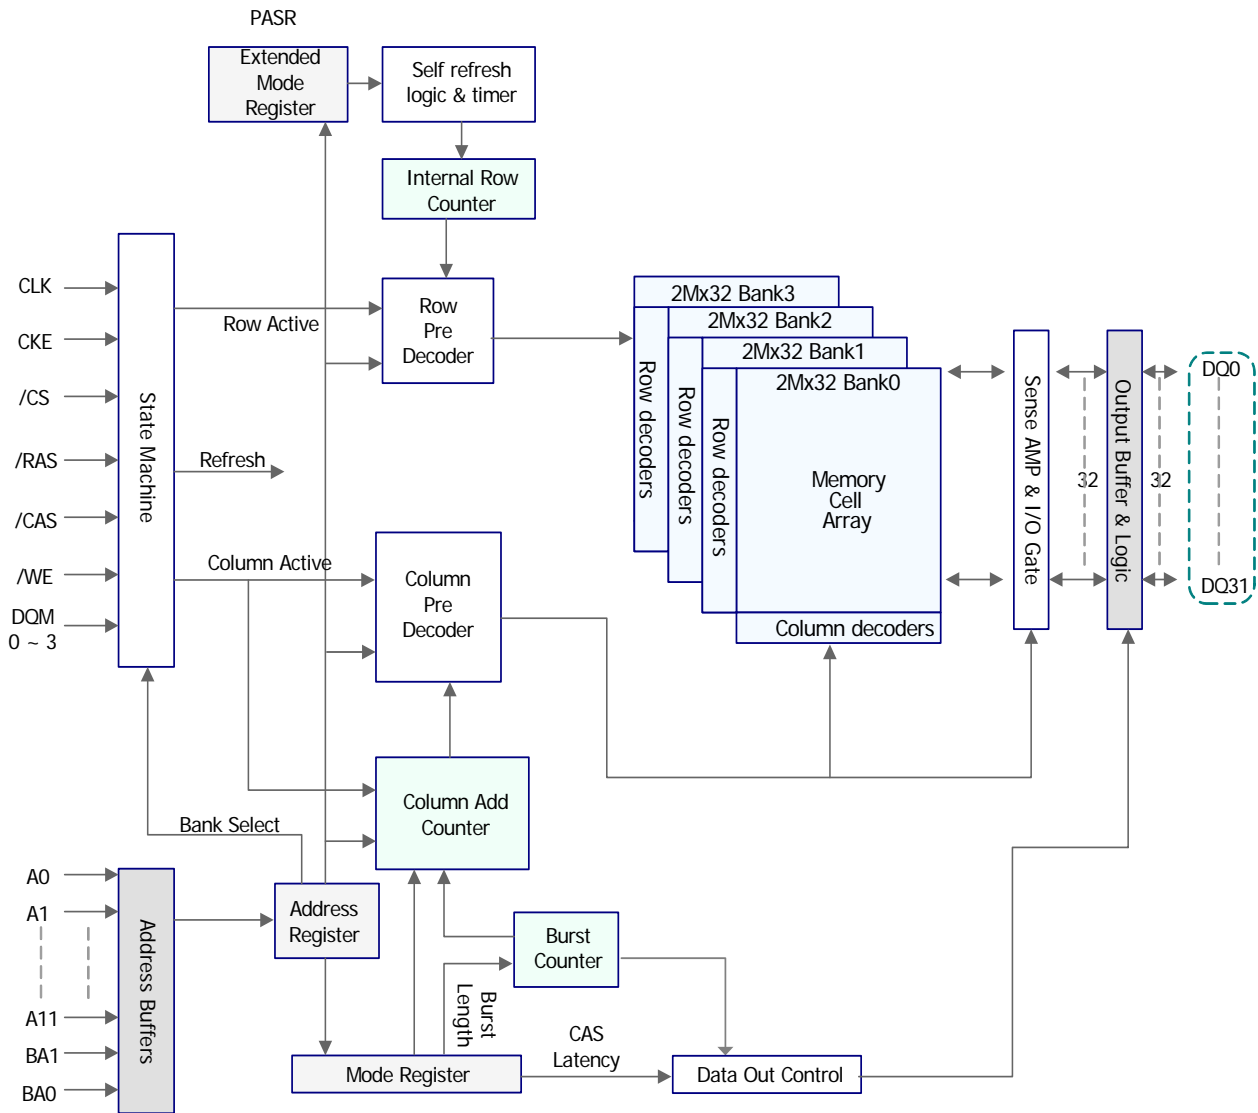 PASR
Extended
Mode
Register
Self refresh
logic & timer
Internal Row
Counter
CLK
CKE
/CS
/RAS
/CAS
/WE
DQM
0 ~ 3
State Machine
Row Active
Refresh
Column Active
Row
Pre
Decoder
Column
Pre
Decoder
2Mx32 Bank3
2Mx32 Bank2
2Mx32 Bank1
2Mx32 Bank0
Row decoders
Row decoders
Row decoders
Memory
Cell
Array
Column decoders
Sense AMP & I/O Gate
32
Output Buffer & Logic
32
DQ0
DQ31
Column Add
Counter
Bank Select
A0
A1
A11
BA1
BA0
Address Buffers
Address
Register
Burst
Counter
Burst
Length
CAS
Latency
Mode Register
Data Out Control